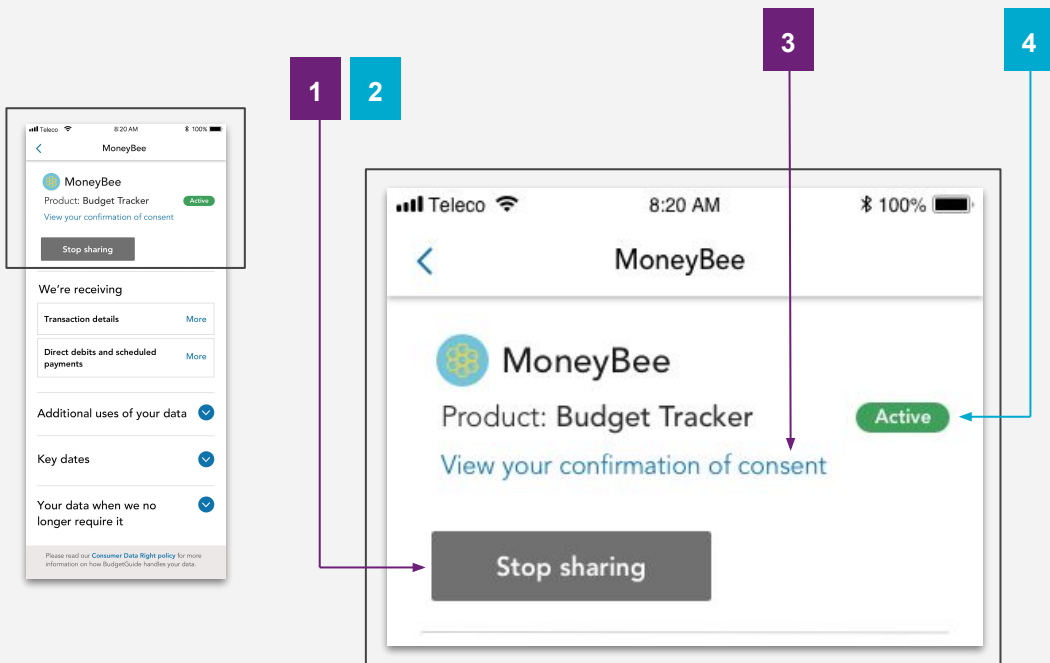 3
4
1
2
Teleco
8:20 AM
100%
MoneyBee
MoneyBee
Product: Budget Tracker
Active
View your confirmation of consent
Stop sharing
We're receiving
Transaction details
More
Direct debits and scheduled
payments
More
Additional uses of your data
Key dates
Your data when we no
longer require it
Please read our Consumer Data Right policy for more
information on how BudgetGuide handles your data.
Teleco
8:20 AM
100%
MoneyBee
MoneyBee
Product: Budget Tracker
Active
View your confirmation of consent
Stop sharing